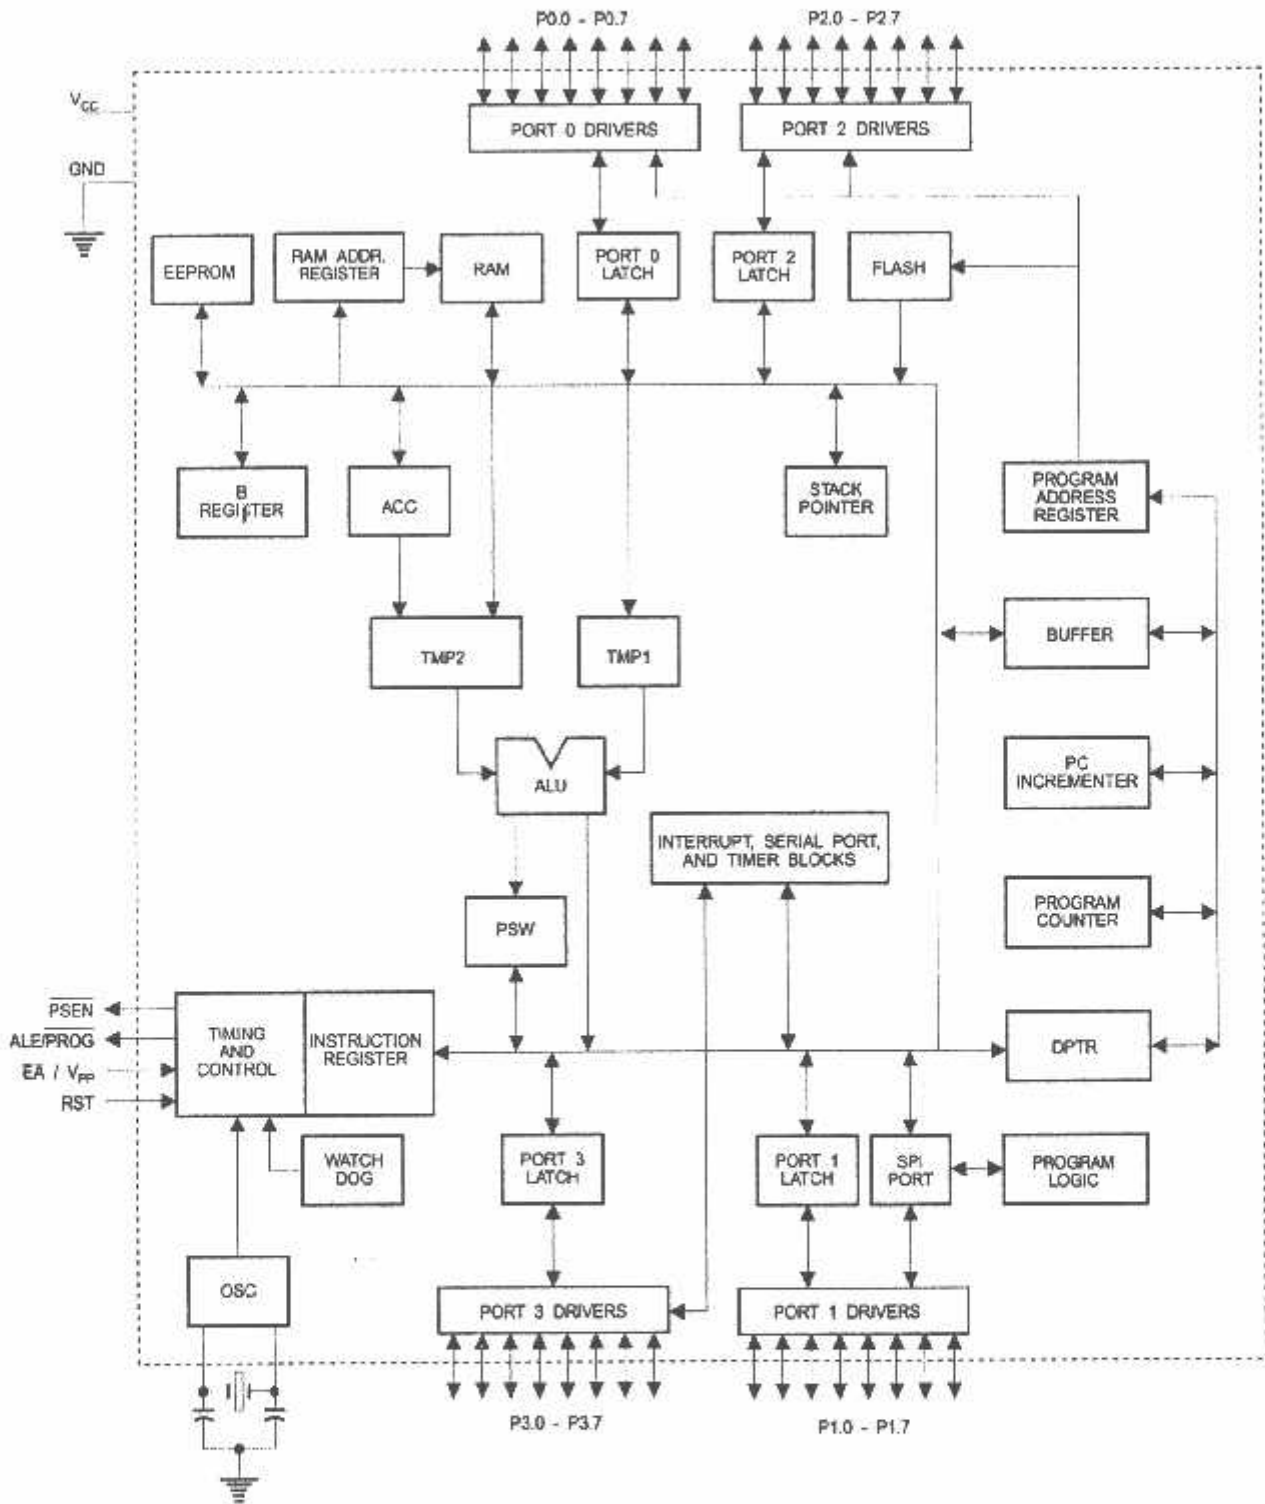 P0.0 - P0.7
P2.0 - P2.7
VCC
PORT 0 DRIVERS
PORT 2 DRIVERS
GND
EEPROM
RAM ADDR.
REGISTER
RAM
PORT 0
LATCH
PORT 2
LATCH
FLASH
B
REGISTER
ACC
STACK
POINTER
PROGRAM
ADDRESS
REGISTER
TMP2
TMP1
BUFFER
ALU
PC
INCREMENTER
INTERRUPT, SERIAL PORT,
AND TIMER BLOCKS
PSW
PROGRAM
COUNTER
PSEN
ALE/PROG
EA / VPP
RST
TIMING
AND
CONTROL
INSTRUCTION
REGISTER
DPTR
WATCH
DOG
PORT 3
LATCH
PORT 1
LATCH
SPI
PORT
PROGRAM
LOGIC
OSC
PORT 3 DRIVERS
PORT 1 DRIVERS
P3.0 - P3.7
P1.0 - P1.7